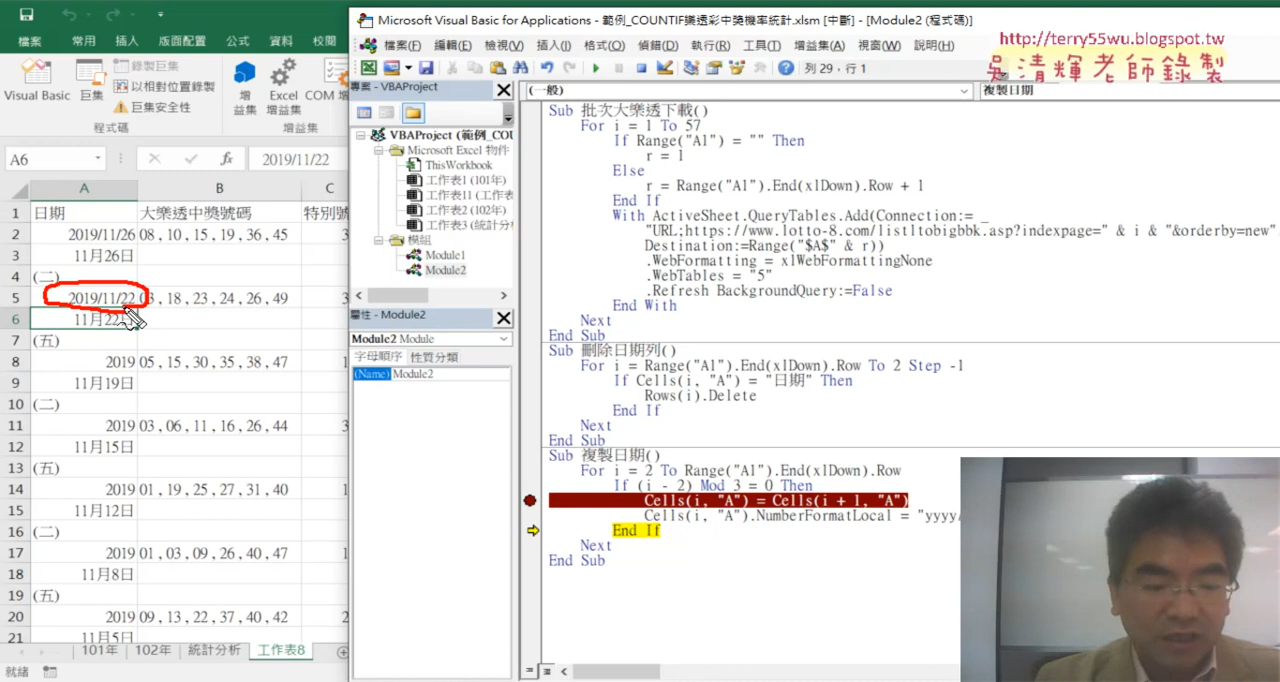 Microsoft Visual Basic for Applications - 範例_COUNTIF樂透彩中獎機率統計.xlsm [中斷] - [Module2 (程式碼)]
http://terry55wu.blogspot.tw
吳清輝老師錄製
檔案 常用 插入 版面配置 公式 資料 校閱
檔案(F) 編輯(E) 檢視(V) 插入(I) 格式(O) 偵錯(D) 執行(R) 工具(T) 增益集(A) 視窗(W) 說明(H)
列 29，行 1
Visual Basic 巨集 錄製巨集
以相對位置錄製
巨集安全性
增益集 Excel 增益集 COM 增
程式碼 增益集
專案 - VBAProject
(一般) 複製日期
VBAProject (範例_COU
Microsoft Excel 物件
ThisWorkbook
工作表1 (101年)
工作表11 (工作表
工作表2 (102年)
工作表3 (統計分析
模組
Module1
Module2
屬性 - Module2
Module2 Module
字母順序 性質分類
(Name) Module2
A6 fx 2019/11/22
A B C
1 日期 大樂透中獎號碼 特別號
2 2019/11/26 08 , 10 , 15 , 19 , 36 , 45 3
3 11月26日
4 (二)
5 2019/11/22 03 , 18 , 23 , 24 , 26 , 49 3
6 11月22日
7 (五)
8 2019 05 , 15 , 30 , 35 , 38 , 47 1
9 11月19日
10 (二)
11 2019 03 , 06 , 11 , 16 , 26 , 44 3
12 11月15日
13 (五)
14 2019 01 , 19 , 25 , 27 , 31 , 40 1
15 11月12日
16 (二)
17 2019 01 , 03 , 09 , 26 , 40 , 47 1
18 11月8日
19 (五)
20 2019 09 , 13 , 22 , 37 , 40 , 42 2
21 11月5日
101年 102年 統計分析 工作表8
就緒
Sub 批次大樂透下載()
For i = 1 To 57
If Range("A1") = "" Then
r = 1
Else
r = Range("A1").End(xlDown).Row + 1
End If
With ActiveSheet.QueryTables.Add(Connection:= _
"URL;https://www.lotto-8.com/listltobigbbk.asp?indexpage=" & i & "&orderby=new"
Destination:=Range("$A$" & r))
.WebFormatting = xlWebFormattingNone
.WebTables = "5"
.Refresh BackgroundQuery:=False
End With
Next
End Sub
Sub 刪除日期列()
For i = Range("A1").End(xlDown).Row To 2 Step -1
If Cells(i, "A") = "日期" Then
Rows(i).Delete
End If
Next
End Sub
Sub 複製日期()
For i = 2 To Range("A1").End(xlDown).Row
If (i - 2) Mod 3 = 0 Then
Cells(i, "A") = Cells(i + 1, "A")
Cells(i, "A").NumberFormatLocal = "yyyy/
End If
Next
End Sub